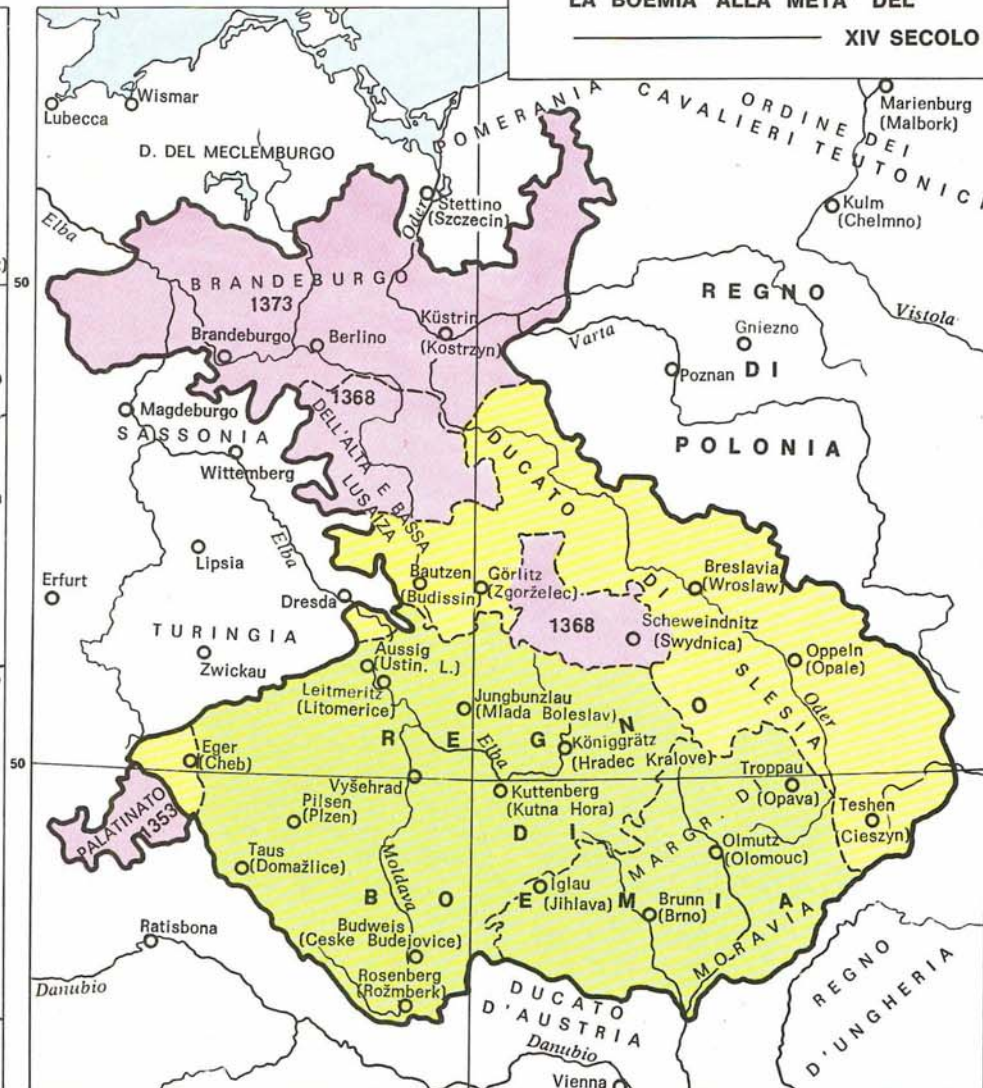 LA BOEMIA ALLA METÀ DEL
XIV SECOLO
Lubecca
Wismar
D. DEL MECLEMBURGO
POMERANIA
CAVALIERI TEUTONICI
ORDINE DEI
Marienburg
(Malbork)
Kulm
(Chelmno)
Stettino
(Szczecin)
Oder
Elba
50
BRANDEBURGO
1373
Brandeburgo
Berlino
Küstrin
(Kostrzyn)
REGNO
DI
POLONIA
Gniezno
Poznan
Varta
Vistola
Magdeburgo
SASSONIA
Wittemberg
1368
DELL'ALTA E BASSA
LUSAIZA
DUCATO
DI
SLESIA
Elba
Lipsia
Erfurt
Dresda
TURINGIA
Zwickau
Bautzen
(Budissin)
Görlitz
(Zgorželec)
1368
Breslavia
(Wroslaw)
Scheweindnitz
(Swydnica)
Oppeln
(Opale)
Oder
Aussig
(Ustin. L.)
Leitmeritz
(Litomerice)
Jungbunzlau
(Mlada Boleslav)
REGNO
Elba
Königgrätz
(Hradec Kralove)
50
Eger
(Cheb)
PALATINATO
1353
Vyšehrad
Pilsen
(Plzen)
Kuttenberg
(Kutna Hora)
DI
Troppau
(Opava)
Teshen
(Cieszyn)
Taus
(Domažlice)
Moldava
MARG. DI
MORAVIA
Olmutz
(Olomouc)
BOEMIA
Iglau
(Jihlava)
Brunn
(Brno)
Ratisbona
Budweis
(Ceske Budejovice)
Rosenberg
(Rožmberk)
Danubio
DUCATO
D'AUSTRIA
Danubio
Vienna
REGNO
D'UNGHERIA